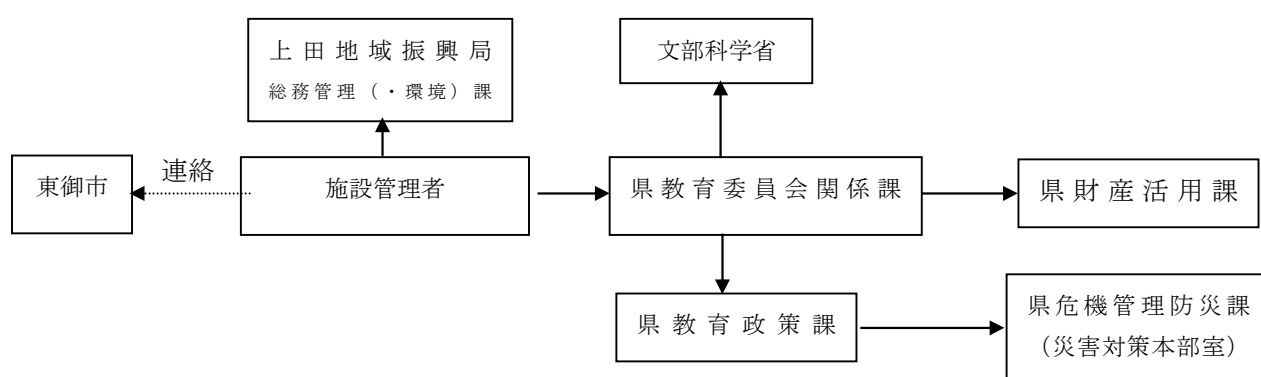 上田地域振興局
総務管理(・環境)課
文部科学省
東御市
連絡
施設管理者
県教育委員会関係課
県財産活用課
県教育政策課
県危機管理防災課
(災害対策本部室)